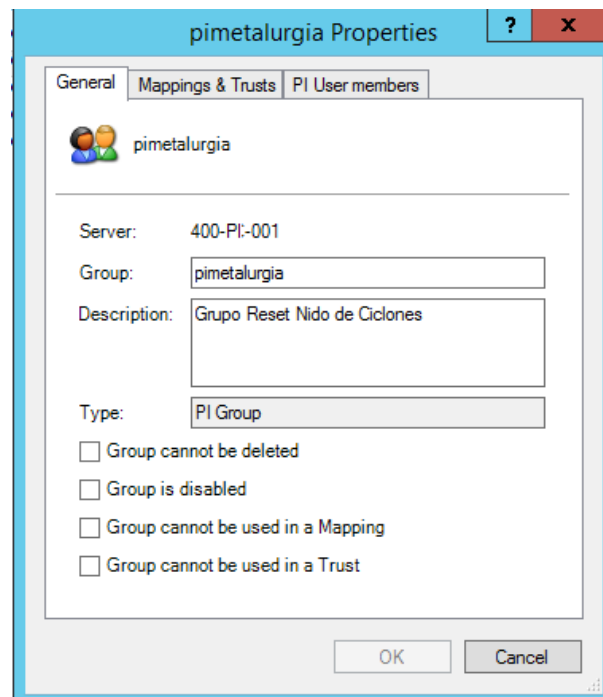 pimetalurgia Properties
? x
General Mappings & Trusts PI User members
pimetalurgia
Server: 400-PI:-001
Group: pimetalurgia
Description: Grupo Reset Nido de Ciclones
Type: PI Group
Group cannot be deleted
Group is disabled
Group cannot be used in a Mapping
Group cannot be used in a Trust
OK Cancel